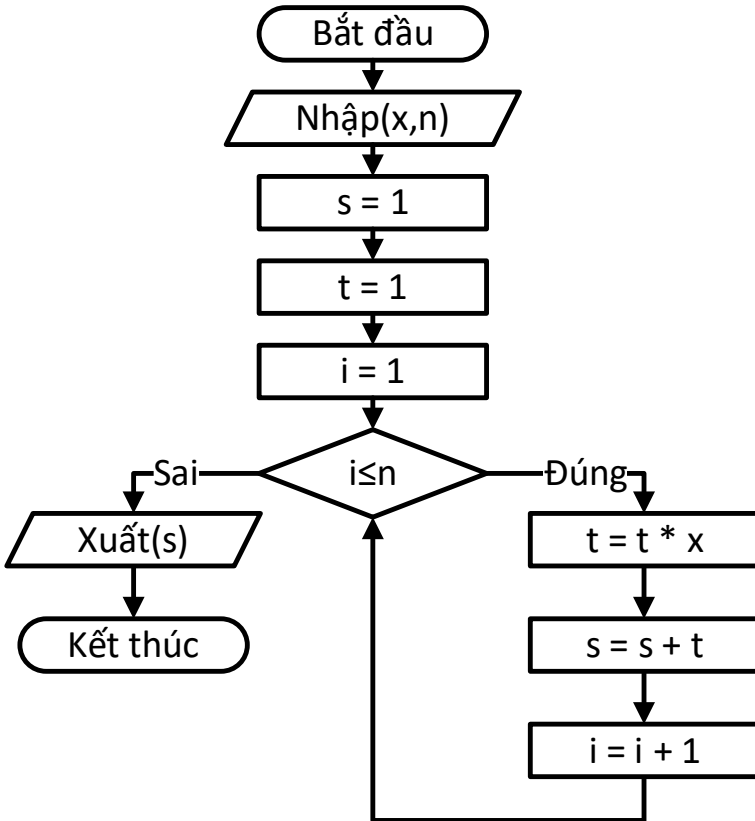 Bắt đầu
Nhập(x,n)
s = 1
t = 1
i = 1
i≤n
Sai
Đúng
Xuất(s)
Kết thúc
t = t * x
s = s + t
i = i + 1